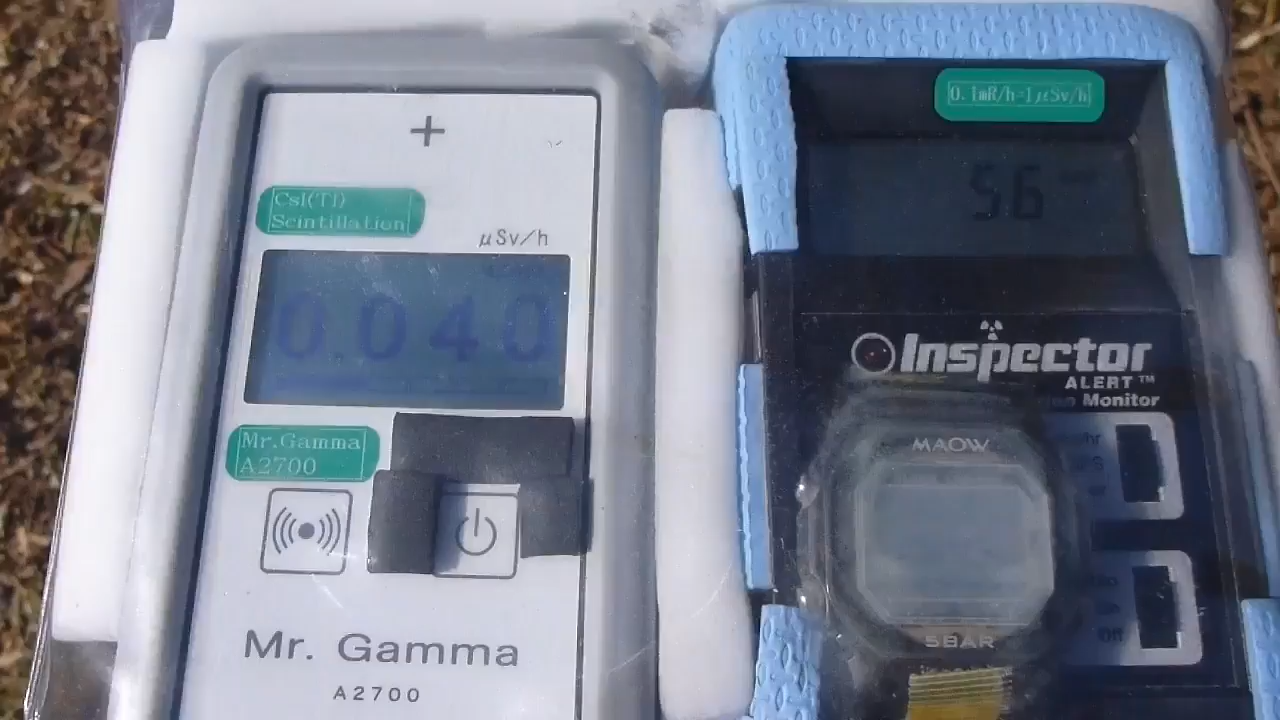 +
CsI(Tl)
Scintillation
μSv/h
0.040
Mr.Gamma
A2700
Mr. Gamma
A2700
0.1mR/h=1μSv/h
56
Inspector
ALERT™
Monitor
MAOW
5BAR